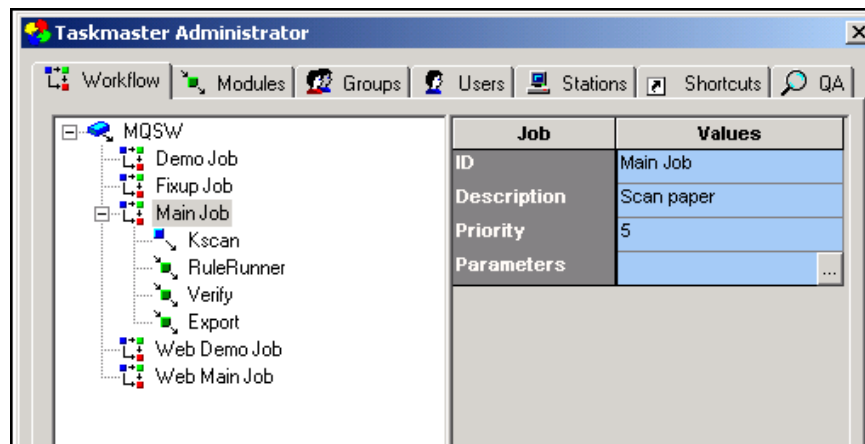 Taskmaster Administrator
Workflow Modules Groups Users Stations Shortcuts QA
MQSW
Demo Job
Fixup Job
Main Job
Kscan
RuleRunner
Verify
Export
Web Demo Job
Web Main Job
Job Values
ID Main Job
Description Scan paper
Priority 5
Parameters ...